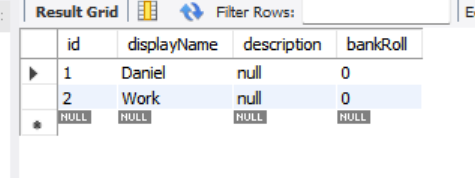 Result Grid Filter Rows:
id displayName description bankRoll
1 Daniel null 0
2 Work null 0
NULL NULL NULL NULL